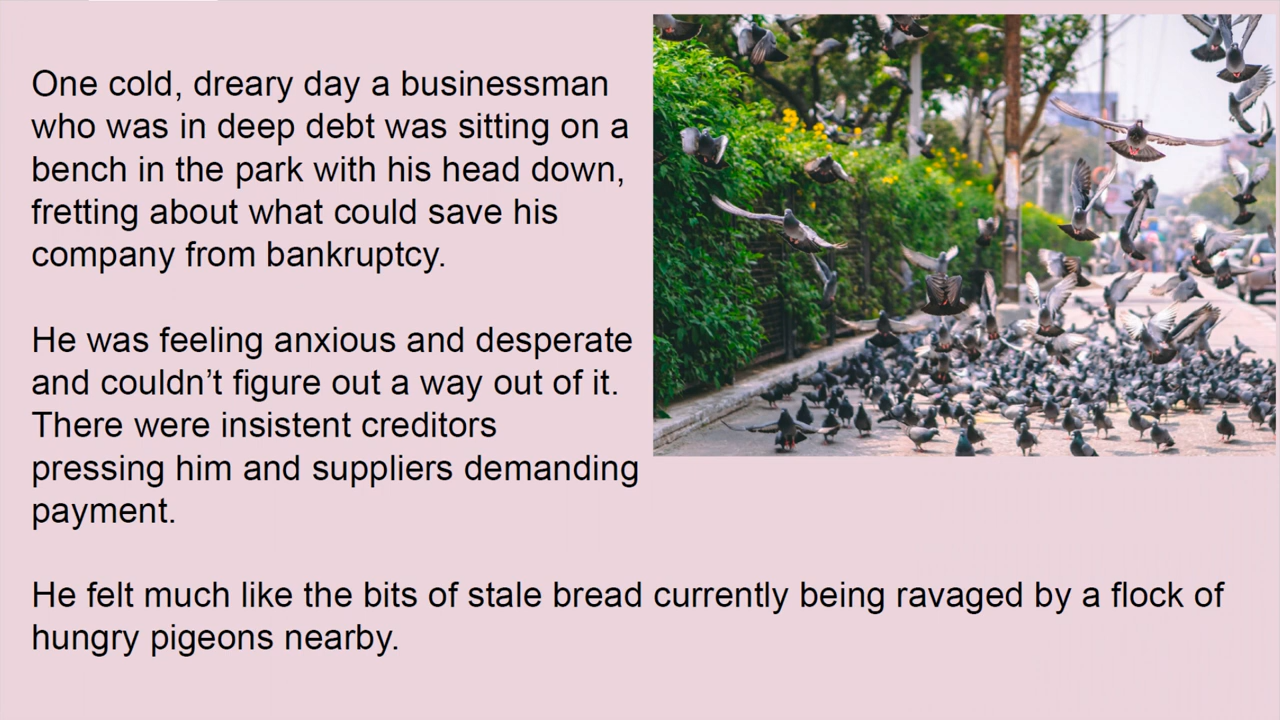 One cold, dreary day a businessman
who was in deep debt was sitting on a
bench in the park with his head down,
fretting about what could save his
company from bankruptcy.
He was feeling anxious and desperate
and couldn’t figure out a way out of it.
There were insistent creditors
pressing him and suppliers demanding
payment.
He felt much like the bits of stale bread currently being ravaged by a flock of
hungry pigeons nearby.